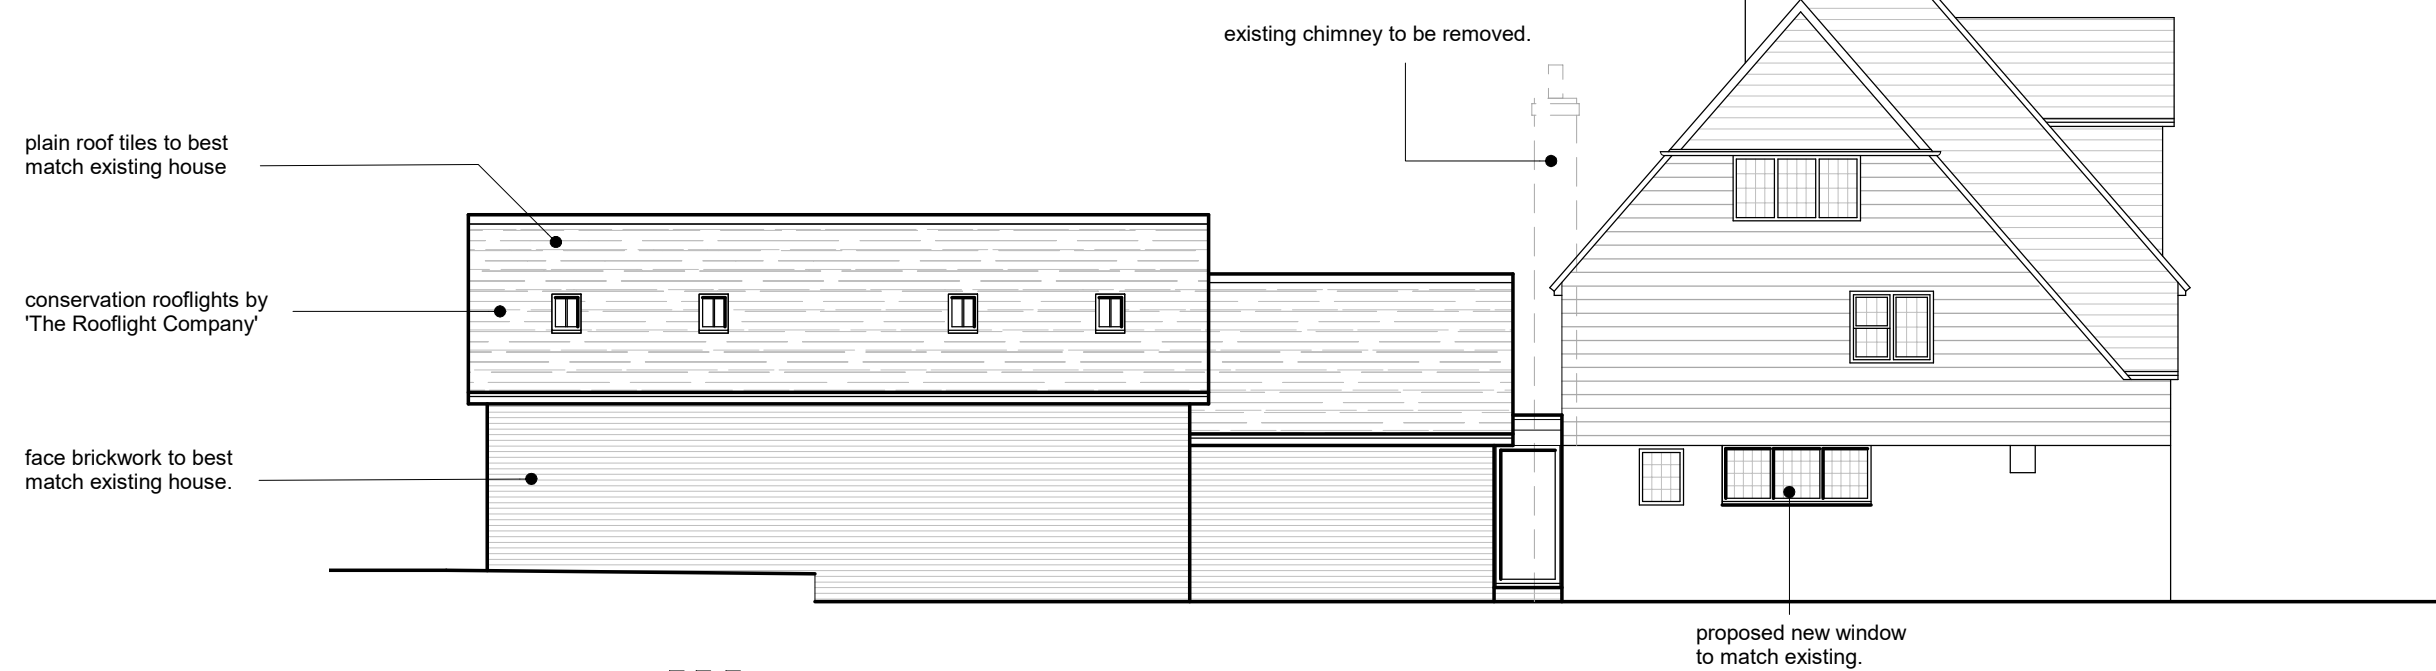 existing chimney to be removed.
plain roof tiles to best
match existing house
conservation rooflights by
'The Rooflight Company'
face brickwork to best
match existing house.
proposed new window
to match existing.